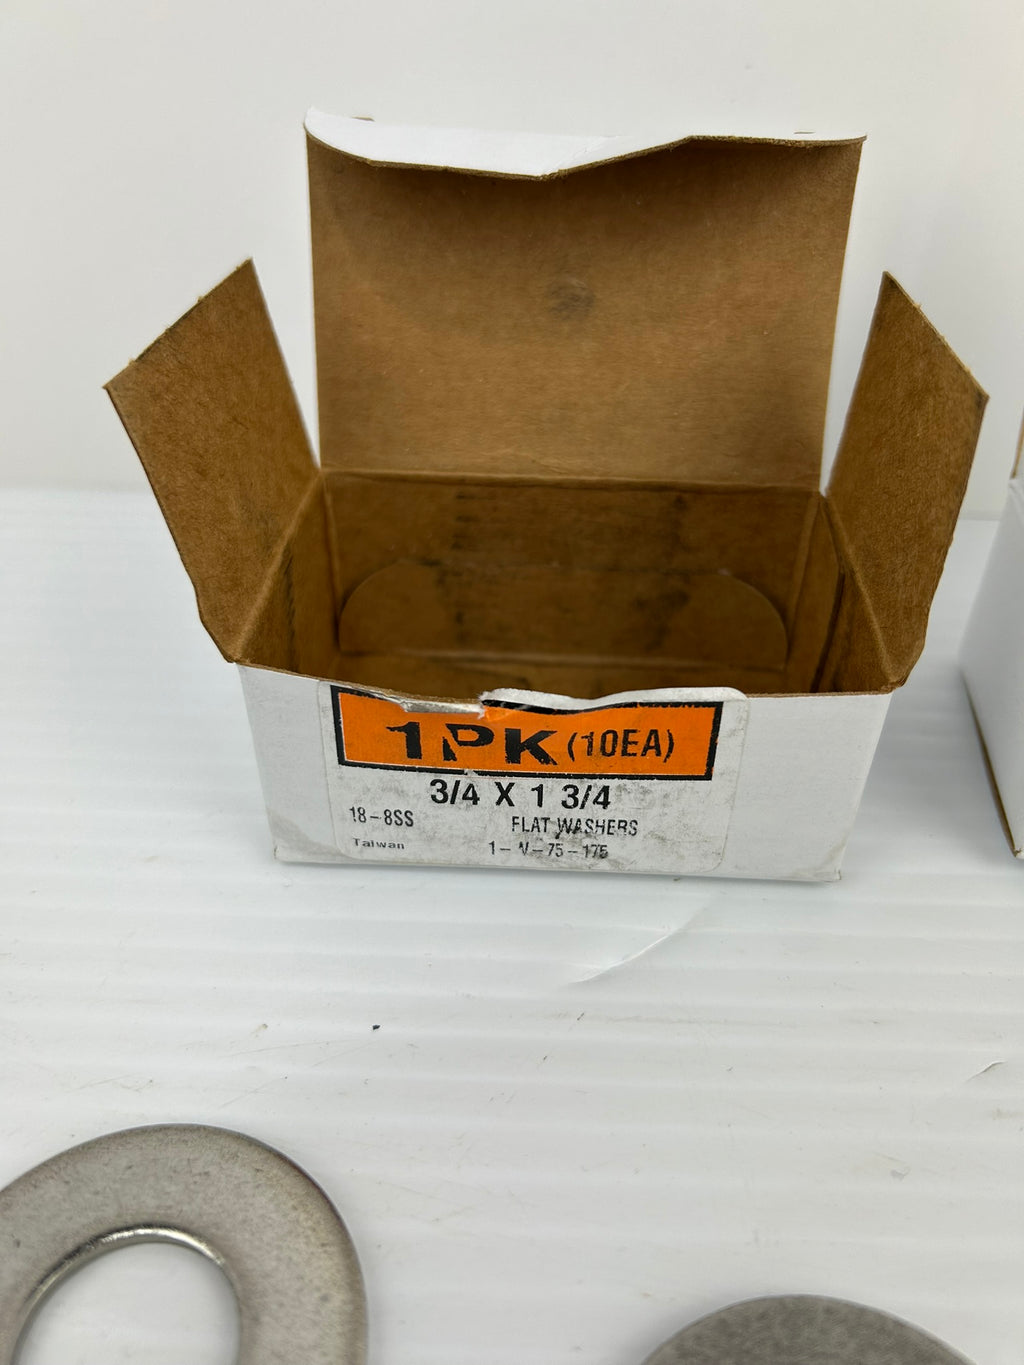 1PK (10EA)
3/4 X 1 3/4
18-8SS FLAT WASHERS
Taiwan 1-V-75-175